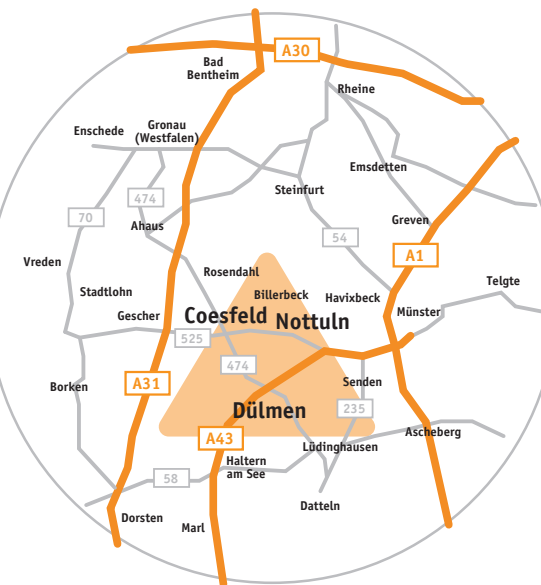 A30
Bad
Bentheim
Rheine
Enschede
Gronau
(Westfalen)
Emsdetten
Steinfurt
474
70
Ahaus
Greven
54
A1
Vreden
Rosendahl
Telgte
Stadtlohn
Billerbeck
Havixbeck
Gescher
Coesfeld
Nottuln
Münster
525
474
Borken
A31
Senden
Dülmen
235
A43
Ascheberg
Lüdinghausen
Haltern
am See
58
Datteln
Dorsten
Marl